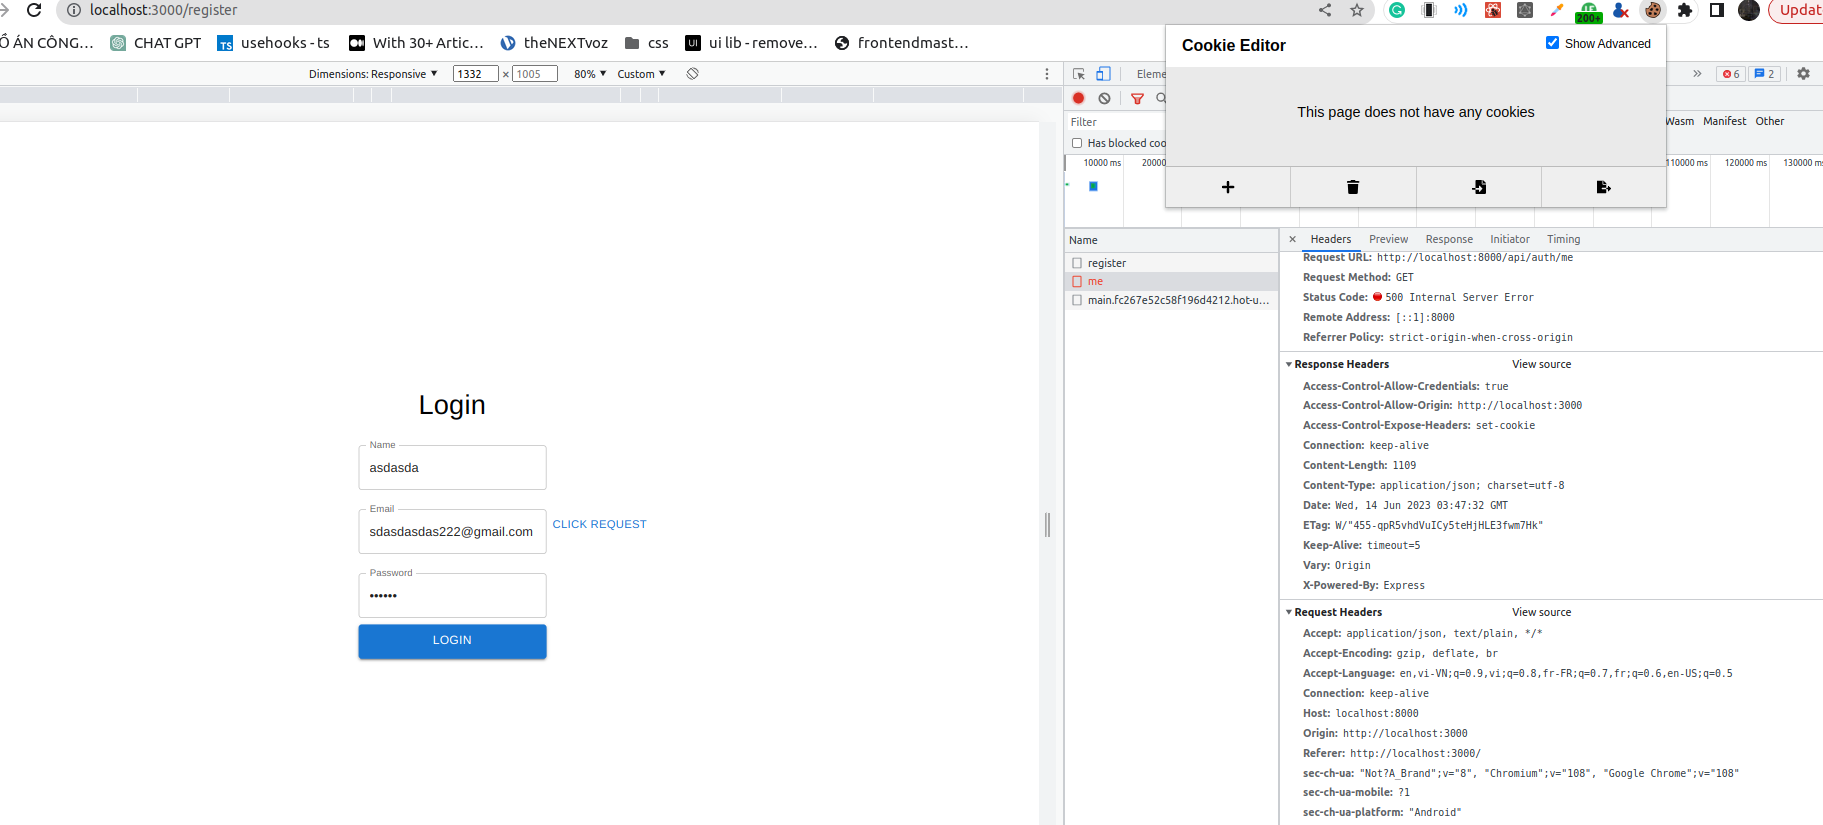 localhost:3000/register
Updat
200+
Ồ ÁN CÔNG...
CHAT GPT
TS
usehooks - ts
With 30+ Artic...
theNEXTvoz
css
UI
ui lib - remove...
frontendmast...
Cookie Editor
Show Advanced
This page does not have any cookies
Dimensions: Responsive
1332
×
1005
80%
Custom
Eleme
6
2
Filter
Wasm
Manifest
Other
Has blocked coo
10000 ms
20000
110000 ms
120000 ms
130000 ms
Name
register
me
main.fc267e52c58f196d4212.hot-u...
Headers
Preview
Response
Initiator
Timing
Request URL: http://localhost:8000/api/auth/me
Request Method: GET
Status Code: 500 Internal Server Error
Remote Address: [::1]:8000
Referrer Policy: strict-origin-when-cross-origin
Response Headers
View source
Access-Control-Allow-Credentials: true
Access-Control-Allow-Origin: http://localhost:3000
Access-Control-Expose-Headers: set-cookie
Connection: keep-alive
Content-Length: 1109
Content-Type: application/json; charset=utf-8
Date: Wed, 14 Jun 2023 03:47:32 GMT
ETag: W/"455-qpR5vhdVuICy5teHjHLE3fwm7Hk"
Keep-Alive: timeout=5
Vary: Origin
X-Powered-By: Express
Request Headers
View source
Accept: application/json, text/plain, */*
Accept-Encoding: gzip, deflate, br
Accept-Language: en,vi-VN;q=0.9,vi;q=0.8,fr-FR;q=0.7,fr;q=0.6,en-US;q=0.5
Connection: keep-alive
Host: localhost:8000
Origin: http://localhost:3000
Referer: http://localhost:3000/
sec-ch-ua: "Not?A_Brand";v="8", "Chromium";v="108", "Google Chrome";v="108"
sec-ch-ua-mobile: ?1
sec-ch-ua-platform: "Android"
Login
Name
asdasda
Email
sdasdasdas222@gmail.com
CLICK REQUEST
Password
••••••
LOGIN